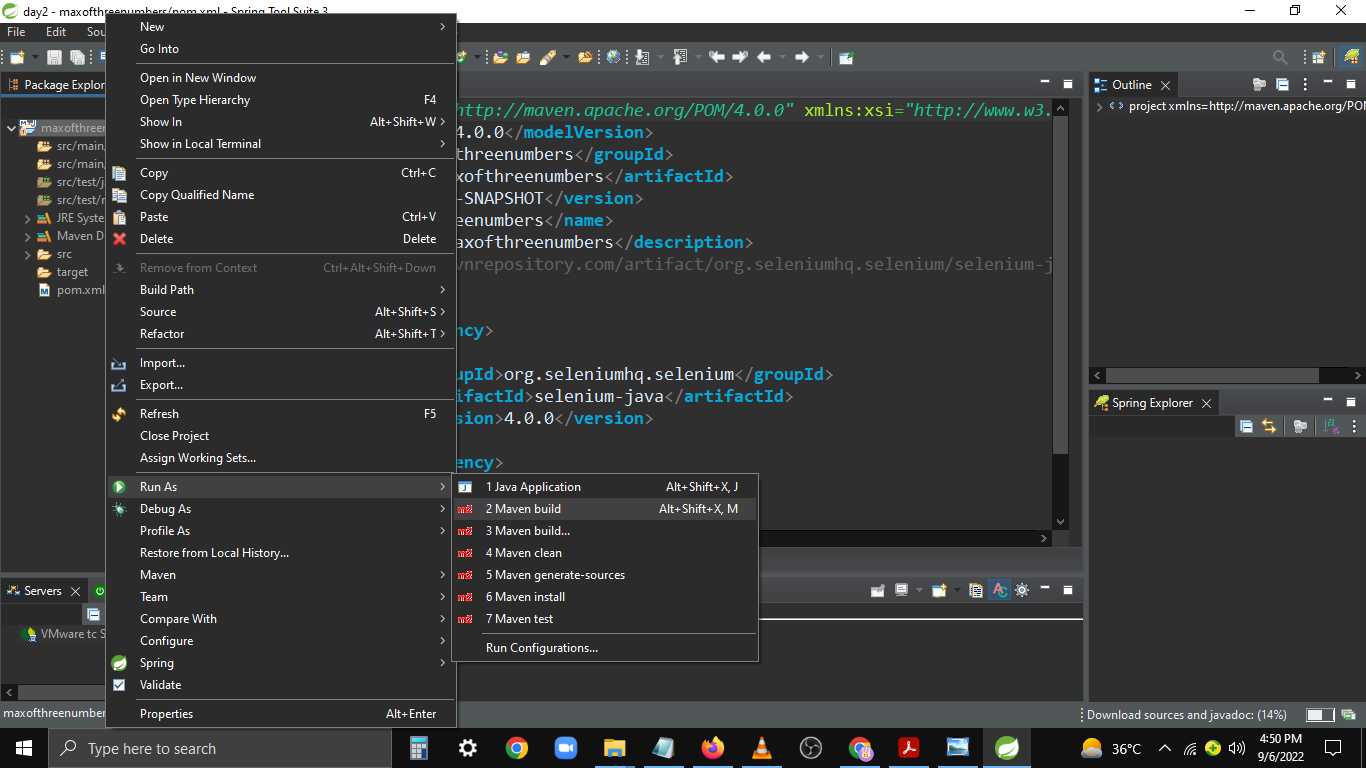 day2 - maxofthreenumbers/pom.xml - Spring Tool Suite 3
File Edit Sou
Package Explor
maxofthreen
src/main,
src/main,
src/test/j
src/test/r
JRE Syste
Maven D
src
target
pom.xml
New
Go Into
Open in New Window
Open Type Hierarchy F4
Show In Alt+Shift+W
Show in Local Terminal
Copy Ctrl+C
Copy Qualified Name
Paste Ctrl+V
Delete Delete
Remove from Context Ctrl+Alt+Shift+Down
Build Path
Source Alt+Shift+S
Refactor Alt+Shift+T
Import...
Export...
Refresh F5
Close Project
Assign Working Sets...
Run As
Debug As
Profile As
Restore from Local History...
Maven
Team
Compare With
Configure
Spring
Validate
Properties Alt+Enter
1 Java Application Alt+Shift+X, J
2 Maven build Alt+Shift+X, M
3 Maven build...
4 Maven clean
5 Maven generate-sources
6 Maven install
7 Maven test
Run Configurations...
http://maven.apache.org/POM/4.0.0" xmlns:xsi="http://www.w3.
4.0.0</modelVersion>
threenumbers</groupId>
xofthreenumbers</artifactId>
-SNAPSHOT</version>
eenumbers</name>
axofthreenumbers</description>
vnrepository.com/artifact/org.seleniumhq.selenium/selenium-j
ncy>
upId>org.seleniumhq.selenium</groupId>
ifactId>selenium-java</artifactId>
sion>4.0.0</version>
ency>
Outline
project xmlns=http://maven.apache.org/PO
Spring Explorer
Servers
VMware tc S
maxofthreenumber
Download sources and javadoc: (14%)
Type here to search
36°C
4:50 PM
9/6/2022